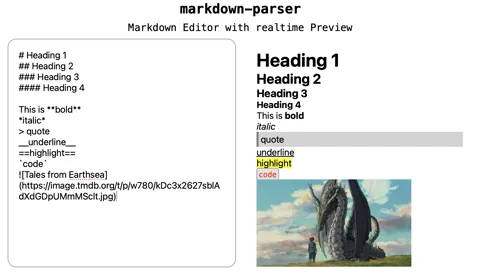 markdown-parser
Markdown Editor with realtime Preview
# Heading 1
## Heading 2
### Heading 3
#### Heading 4
This is **bold**
*italic*
> quote
__underline__
==highlight==
`code`
![Tales from Earthsea]
(https://image.tmdb.org/t/p/w780/kDc3x2627sblA
dXdGDpUMmMSclt.jpg)
Heading 1
Heading 2
Heading 3
Heading 4
This is bold
italic
quote
underline
highlight
code